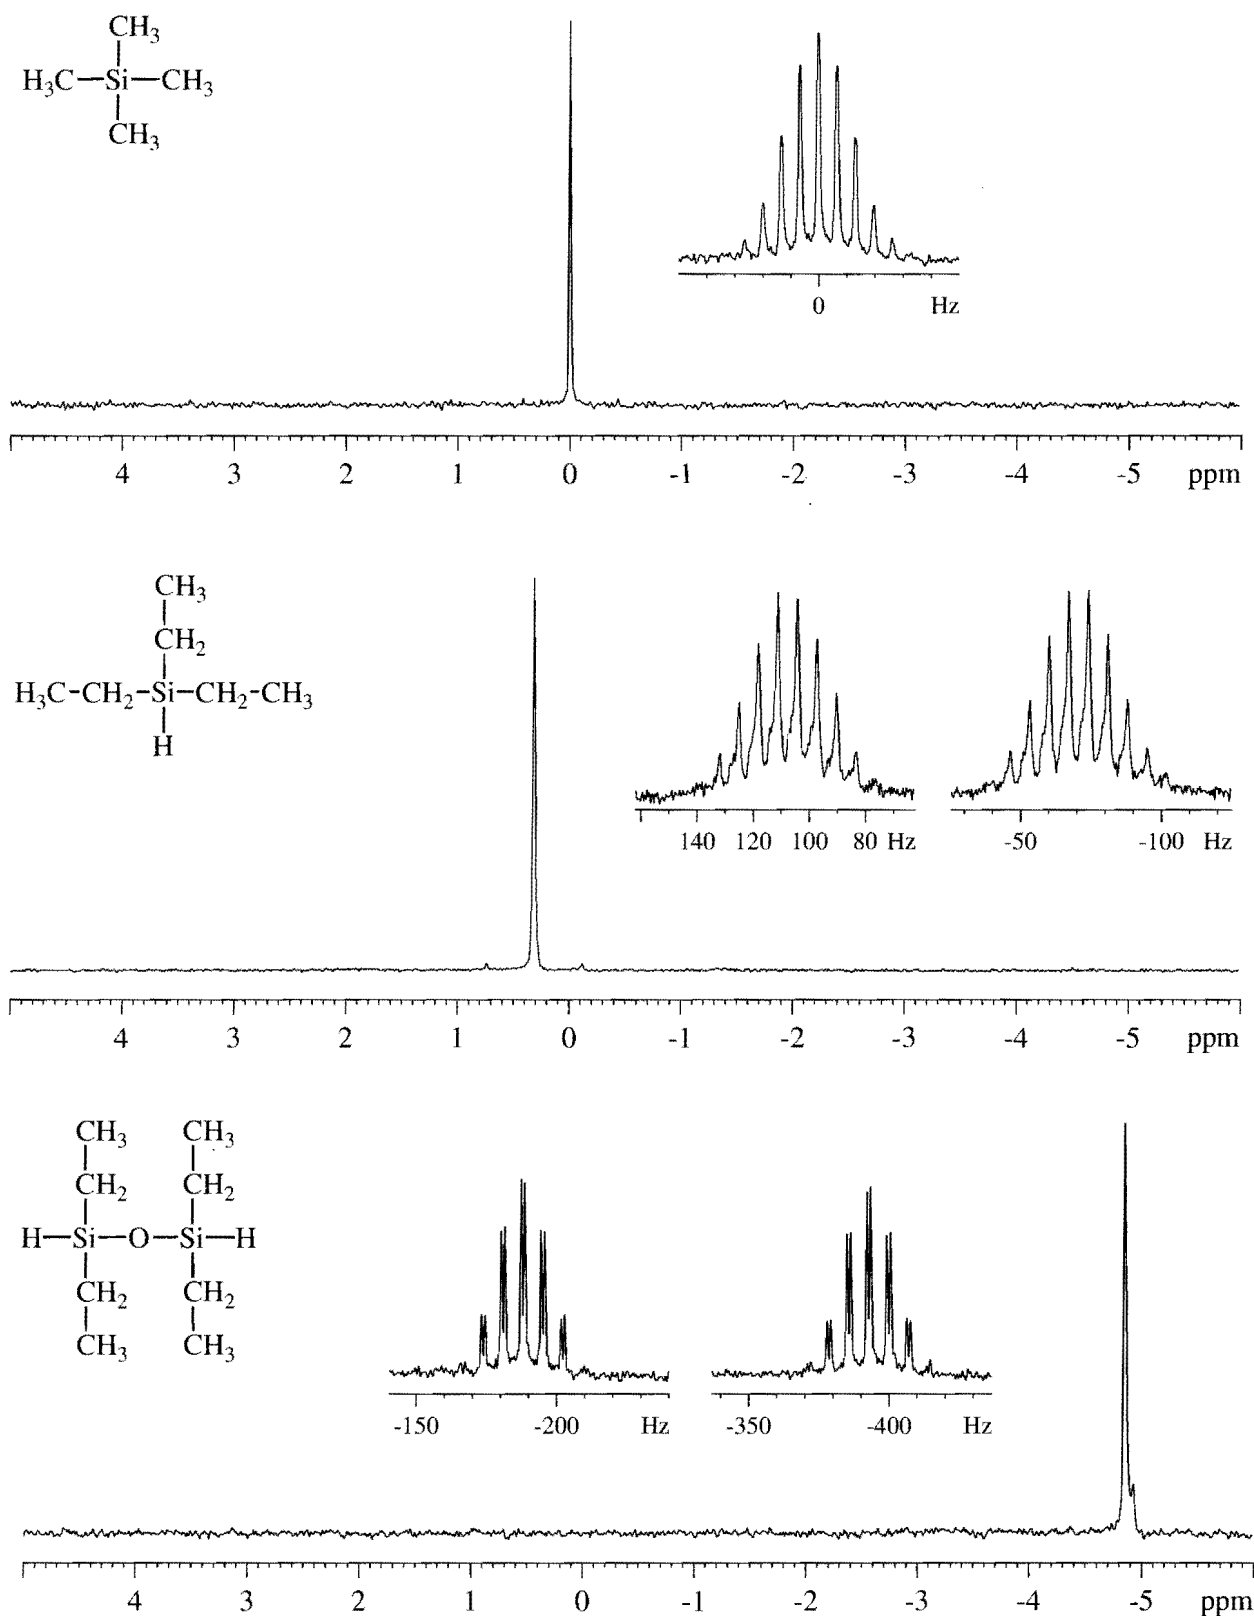 CH₃
H₃C—Si—CH₃
CH₃
0 Hz
4 3 2 1 0 -1 -2 -3 -4 -5 ppm
CH₃
CH₂
H₃C-CH₂-Si-CH₂-CH₃
H
140 120 100 80 Hz
-50 -100 Hz
4 3 2 1 0 -1 -2 -3 -4 -5 ppm
CH₃ CH₃
CH₂ CH₂
H—Si—O—Si—H
CH₂ CH₂
CH₃ CH₃
-150 -200 Hz
-350 -400 Hz
4 3 2 1 0 -1 -2 -3 -4 -5 ppm